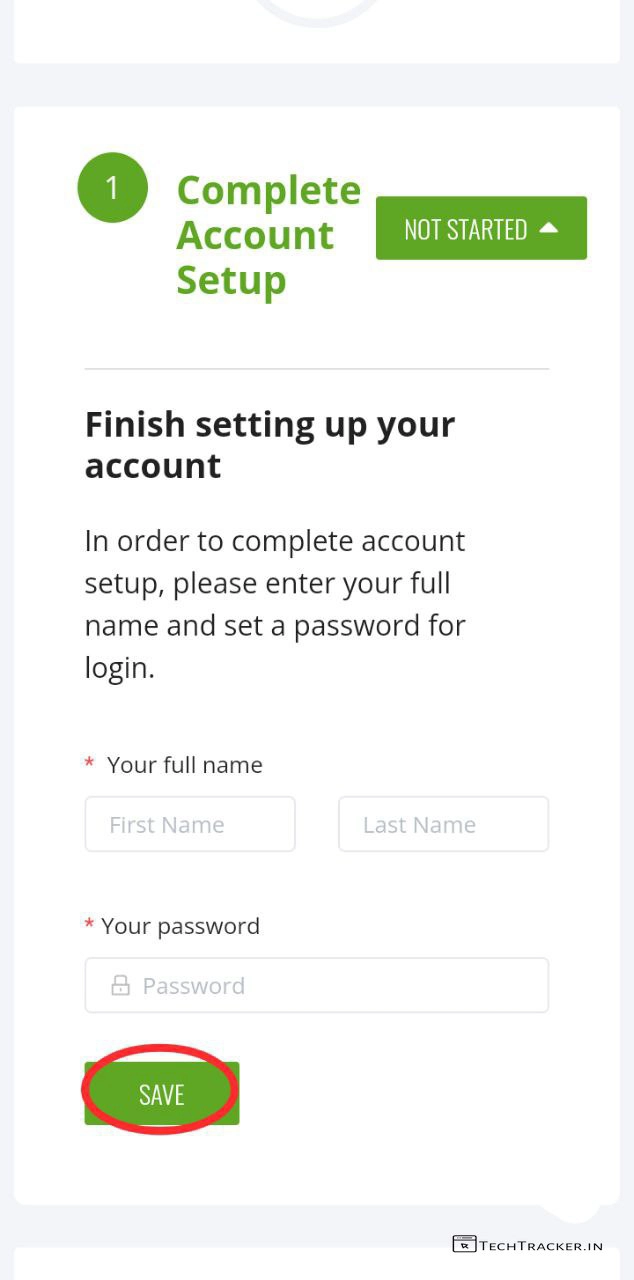 1
Complete
Account
Setup
NOT STARTED
Finish setting up your
account
In order to complete account
setup, please enter your full
name and set a password for
login.
* Your full name
First Name Last Name
* Your password
Password
SAVE
TECHTRACKER.IN